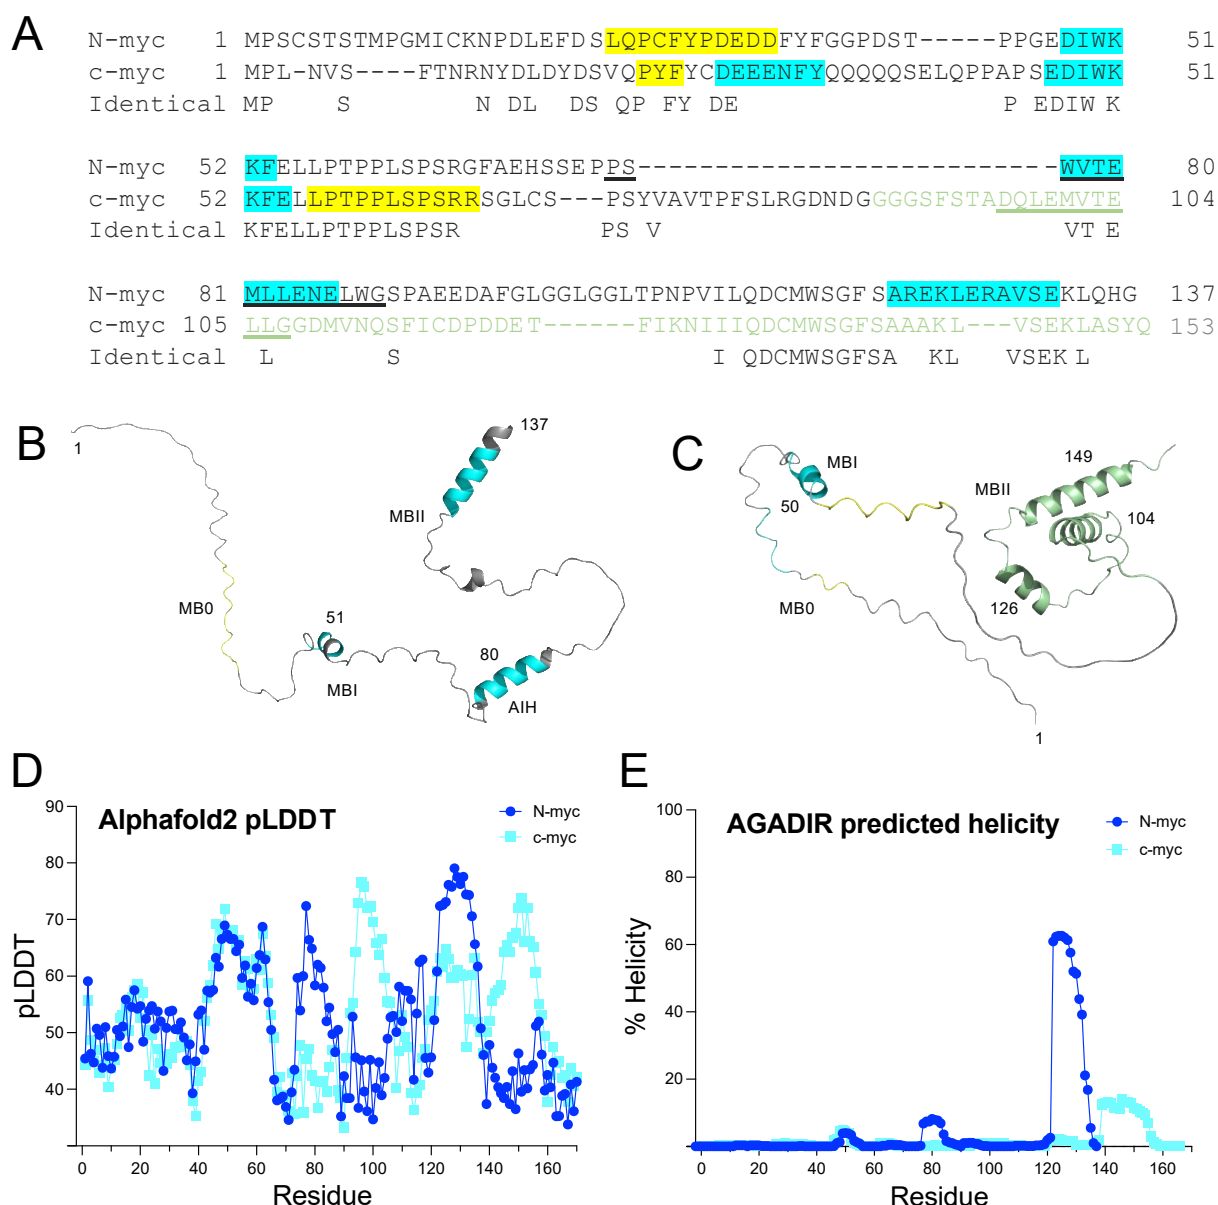 A
N-myc 1 MPSCSTSTMPGMICKNPDLEFDSLQPCFYPDEDDFYFGGPDST-----PPGEDIWK 51
c-myc 1 MPL-NVS----FTNRNYDLDYDSVQPYFYCDEEENFYQQQQQSELQPPAPSEDIWK 51
Identical MP S N DL DS QP FY DE P EDIW K
N-myc 52 KFELLPTPPLSPSRGFAEHSSEPPS---------------------------WVTE 80
c-myc 52 KFELLPTPPLSPSRRSGLCS---PSYVAVTPFSLRGDNDGGGGSFSTADQLEMVTE 104
Identical KFELLPTPPLSPSR PS V VT E
N-myc 81 MLLENELWGSPAEEDAFGLGGLGGLTPNPVILQDCMWSGFSAREKLERAVSEKLQHG 137
c-myc 105 LLGGDMVNQSFICDPDDET------FIKNIIIQDCMWSGFSAAAKL---VSEKLASYQ 153
Identical L S I QDCMWSGFSA KL VSEK L
B
1
137
MBII
MB0
51
MBI
80
AIH
C
MBI
50
149
MBII
104
126
MB0
1
D
Alphafold2 pLDDT
N-myc
c-myc
pLDDT
90
80
70
60
50
40
0 20 40 60 80 100 120 140 160
Residue
E
AGADIR predicted helicity
N-myc
c-myc
% Helicity
100
80
60
40
20
0 20 40 60 80 100 120 140 160
Residue